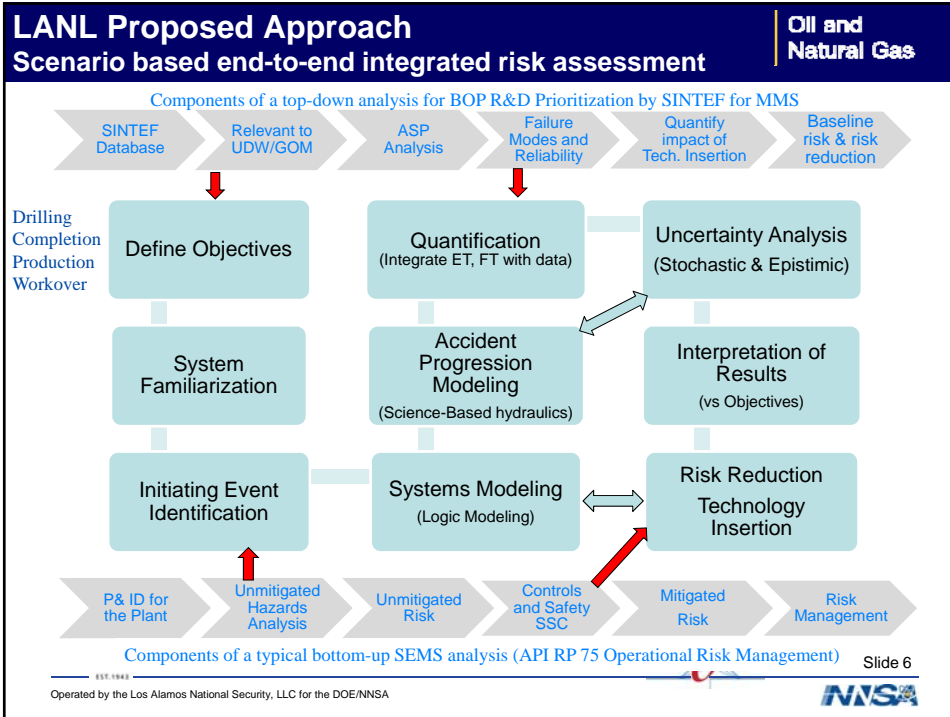 LANL Proposed Approach
Scenario based end-to-end integrated risk assessment
Oil and
Natural Gas
Components of a top-down analysis for BOP R&D Prioritization by SINTEF for MMS
SINTEF
Database
Relevant to
UDW/GOM
ASP
Analysis
Failure
Modes and
Reliability
Quantify
impact of
Tech. Insertion
Baseline
risk & risk
reduction
Drilling
Completion
Production
Workover
Define Objectives
Quantification
(Integrate ET, FT with data)
Uncertainty Analysis
(Stochastic & Epistimic)
System
Familiarization
Accident
Progression
Modeling
(Science-Based hydraulics)
Interpretation of
Results
(vs Objectives)
Initiating Event
Identification
Systems Modeling
(Logic Modeling)
Risk Reduction
Technology
Insertion
P& ID for
the Plant
Unmitigated
Hazards
Analysis
Unmitigated
Risk
Controls
and Safety
SSC
Mitigated
Risk
Risk
Management
Components of a typical bottom-up SEMS analysis (API RP 75 Operational Risk Management)
Slide 6
EST.1943
Operated by the Los Alamos National Security, LLC for the DOE/NNSA
NNSA